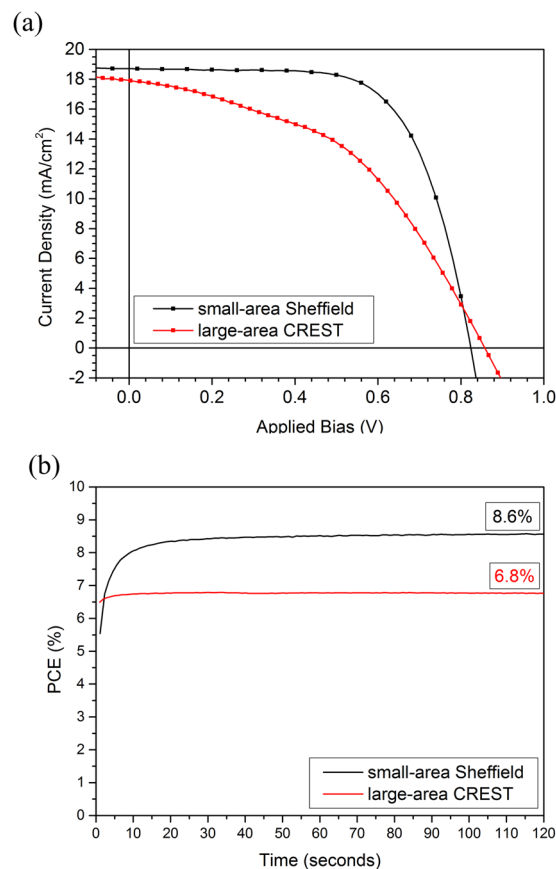 (a)
20
18
16
14
12
10
8
6
4
2
0
-2
Current Density (mA/cm²)
small-area Sheffield
large-area CREST
0.0 0.2 0.4 0.6 0.8 1.0
Applied Bias (V)
(b)
10
9
8
7
6
5
4
3
2
1
0
PCE (%)
8.6%
6.8%
small-area Sheffield
large-area CREST
0 10 20 30 40 50 60 70 80 90 100 110 120
Time (seconds)